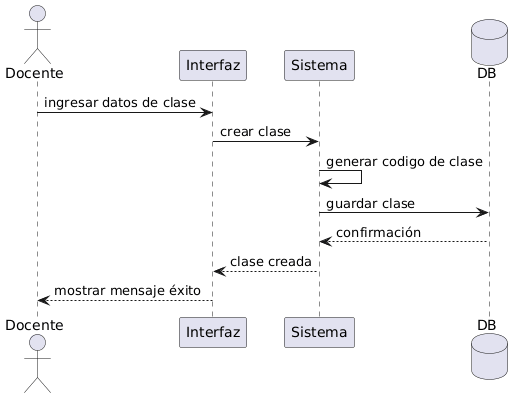 Docente
Interfaz
Sistema
DB
ingresar datos de clase
crear clase
generar codigo de clase
guardar clase
confirmación
clase creada
mostrar mensaje éxito
Docente
Interfaz
Sistema
DB